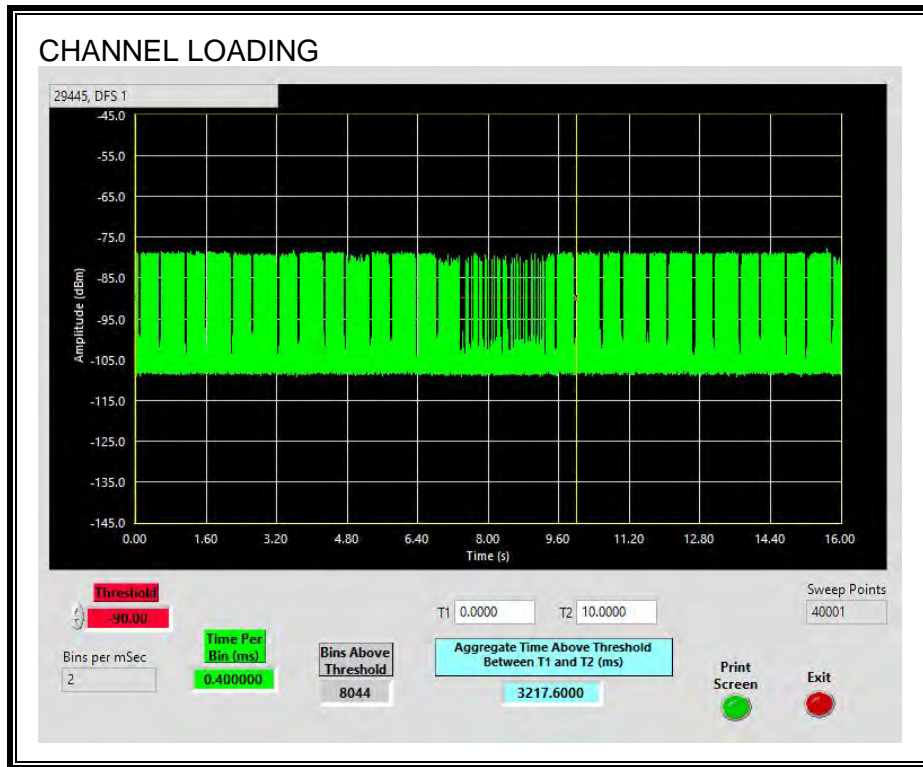 CHANNEL LOADING
29445, DFS 1
-45.0
-55.0
-65.0
-75.0
-85.0
-95.0
-105.0
-115.0
-125.0
-135.0
-145.0
Amplitude (dBm)
0.00 1.60 3.20 4.80 6.40 8.00 9.60 11.20 12.80 14.40 16.00
Time (s)
Threshold
-90.00
Bins per mSec
2
Time Per
Bin (ms)
0.400000
Bins Above
Threshold
8044
T1 0.0000 T2 10.0000
Aggregate Time Above Threshold
Between T1 and T2 (ms)
3217.6000
Sweep Points
40001
Print
Screen
Exit